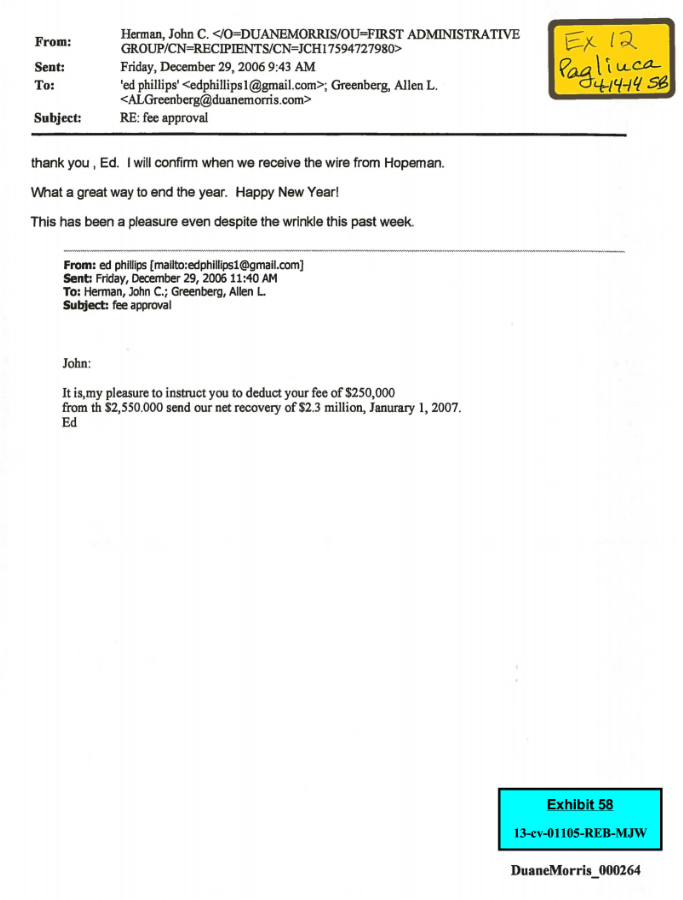 From: Herman, John C. </O=DUANEMORRIS/OU=FIRST ADMINISTRATIVE
GROUP/CN=RECIPIENTS/CN=JCH17594727980>
Sent: Friday, December 29, 2006 9:43 AM
To: 'ed phillips' <edphillips1@gmail.com>; Greenberg, Allen L.
<ALGreenberg@duanemorris.com>
Subject: RE: fee approval
EX 12
Pagliuca
4-14-14 SB
thank you , Ed. I will confirm when we receive the wire from Hopeman.
What a great way to end the year. Happy New Year!
This has been a pleasure even despite the wrinkle this past week.
From: ed phillips [mailto:edphillips1@gmail.com]
Sent: Friday, December 29, 2006 11:40 AM
To: Herman, John C.; Greenberg, Allen L.
Subject: fee approval
John:
It is,my pleasure to instruct you to deduct your fee of $250,000
from th $2,550.000 send our net recovery of $2.3 million, Janurary 1, 2007.
Ed
Exhibit 58
13-cv-01105-REB-MJW
DuaneMorris_000264